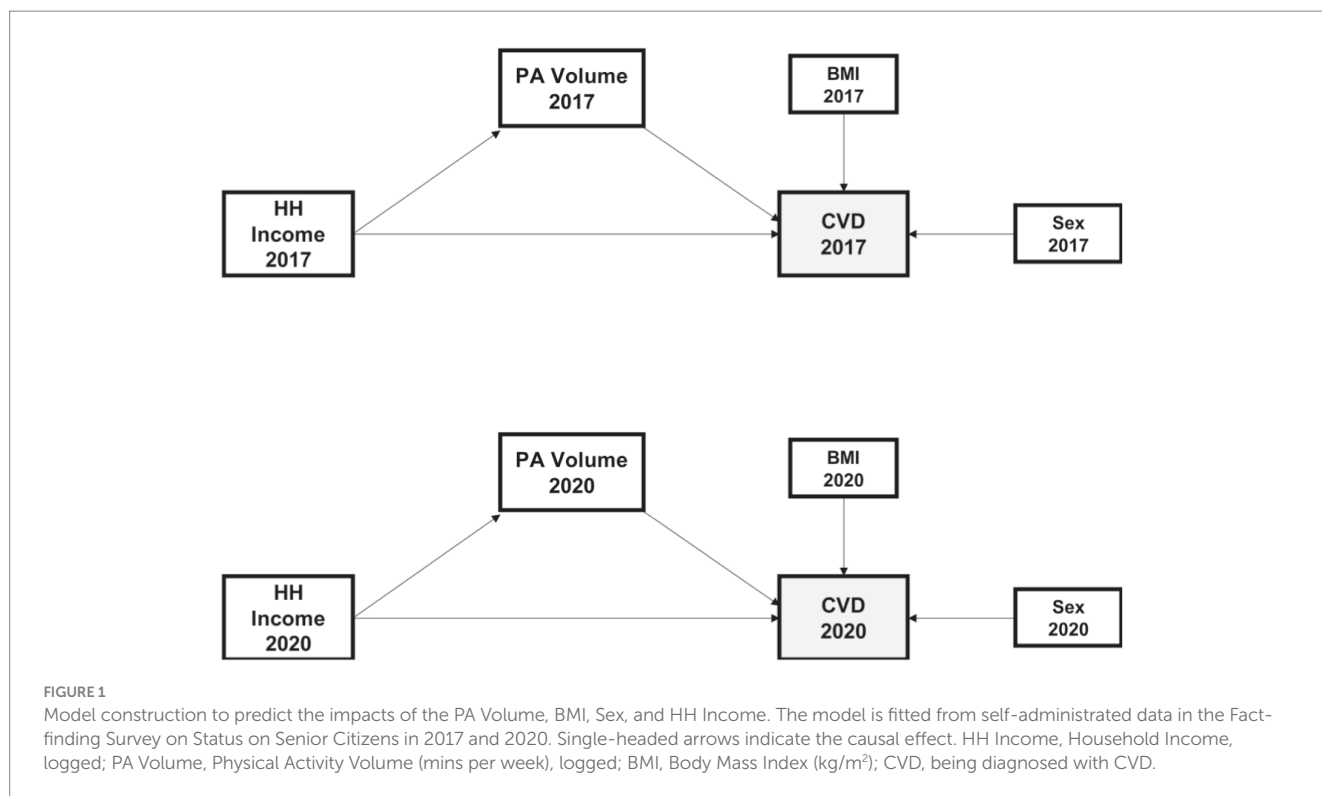 PA Volume
2017
BMI
2017
HH
Income
2017
CVD
2017
Sex
2017
PA Volume
2020
BMI
2020
HH
Income
2020
CVD
2020
Sex
2020
FIGURE 1
Model construction to predict the impacts of the PA Volume, BMI, Sex, and HH Income. The model is fitted from self-administrated data in the Fact-
finding Survey on Status on Senior Citizens in 2017 and 2020. Single-headed arrows indicate the causal effect. HH Income, Household Income,
logged; PA Volume, Physical Activity Volume (mins per week), logged; BMI, Body Mass Index (kg/m²); CVD, being diagnosed with CVD.